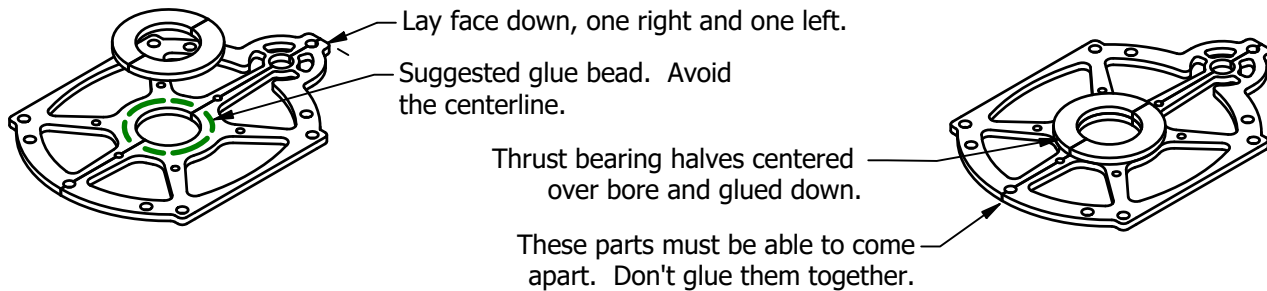 Lay face down, one right and one left.
Suggested glue bead.  Avoid
the centerline.
Thrust bearing halves centered
over bore and glued down.
These parts must be able to come
apart.  Don't glue them together.